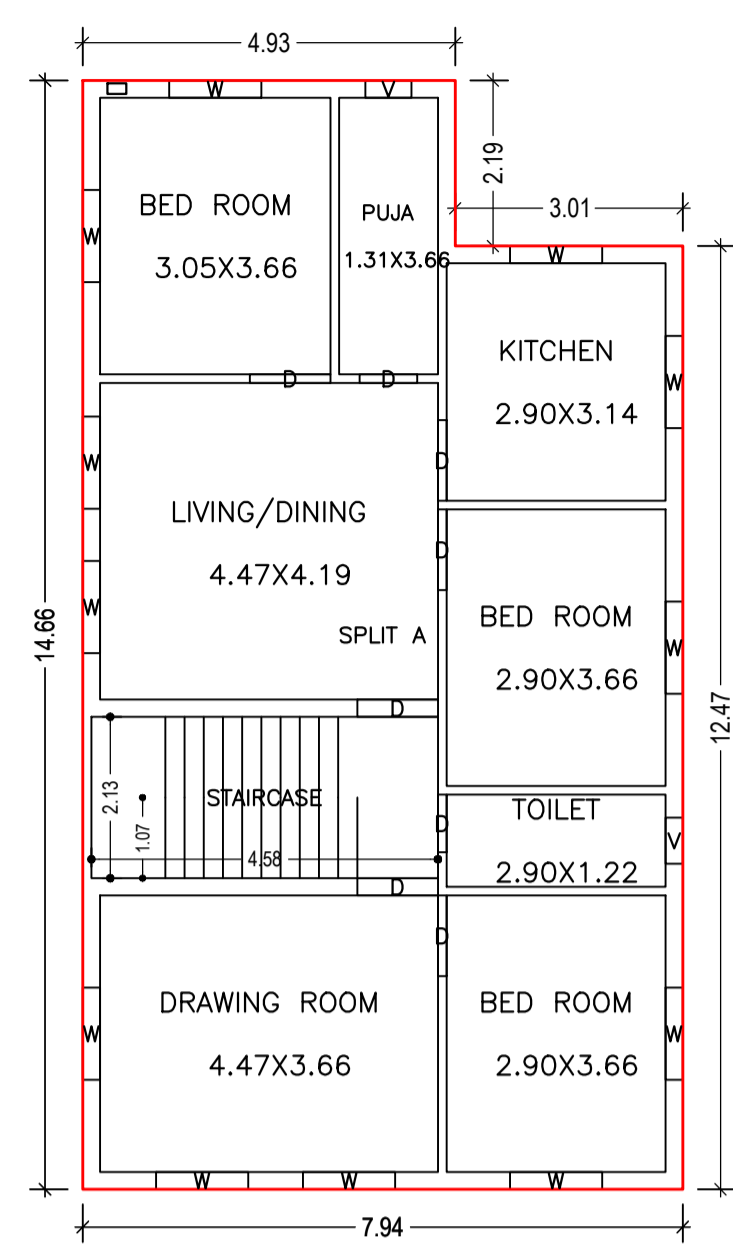 4.93
W
V
2.19
3.01
BED ROOM
3.05X3.66
PUJA
1.31X3.66
W
W
KITCHEN
2.90X3.14
W
D
D
W
D
LIVING/DINING
4.47X4.19
SPLIT A
W
D
BED ROOM
2.90X3.66
W
14.66
12.47
D
2.13
1.07
STAIRCASE
4.58
D
TOILET
2.90X1.22
V
D
D
DRAWING ROOM
4.47X3.66
W
BED ROOM
2.90X3.66
W
W
W
W
7.94